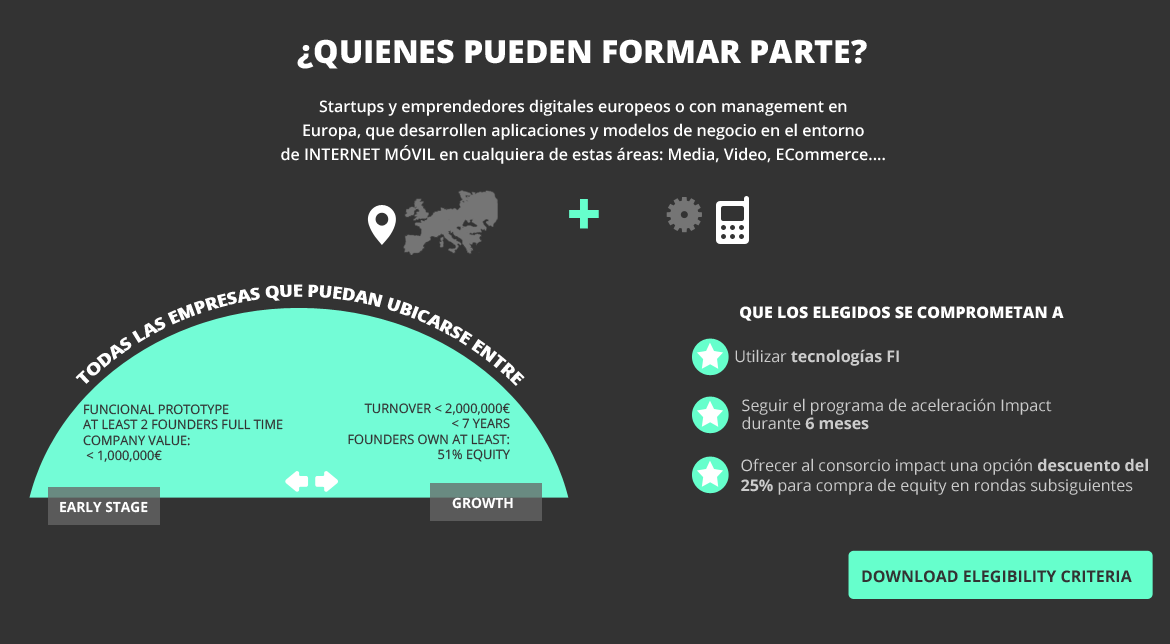 ¿QUIENES PUEDEN FORMAR PARTE?
Startups y emprendedores digitales europeos o con management en
Europa, que desarrollen aplicaciones y modelos de negocio en el entorno
de INTERNET MÓVIL en cualquiera de estas áreas: Media, Video, ECommerce....
TODAS LAS EMPRESAS QUE PUEDAN UBICARSE ENTRE
FUNCIONAL PROTOTYPE
AT LEAST 2 FOUNDERS FULL TIME
COMPANY VALUE:
< 1,000,000€
TURNOVER < 2,000,000€
< 7 YEARS
FOUNDERS OWN AT LEAST:
51% EQUITY
EARLY STAGE
GROWTH
QUE LOS ELEGIDOS SE COMPROMETAN A
Utilizar tecnologías FI
Seguir el programa de aceleración Impact
durante 6 meses
Ofrecer al consorcio impact una opción descuento del
25% para compra de equity en rondas subsiguientes
DOWNLOAD ELEGIBILITY CRITERIA